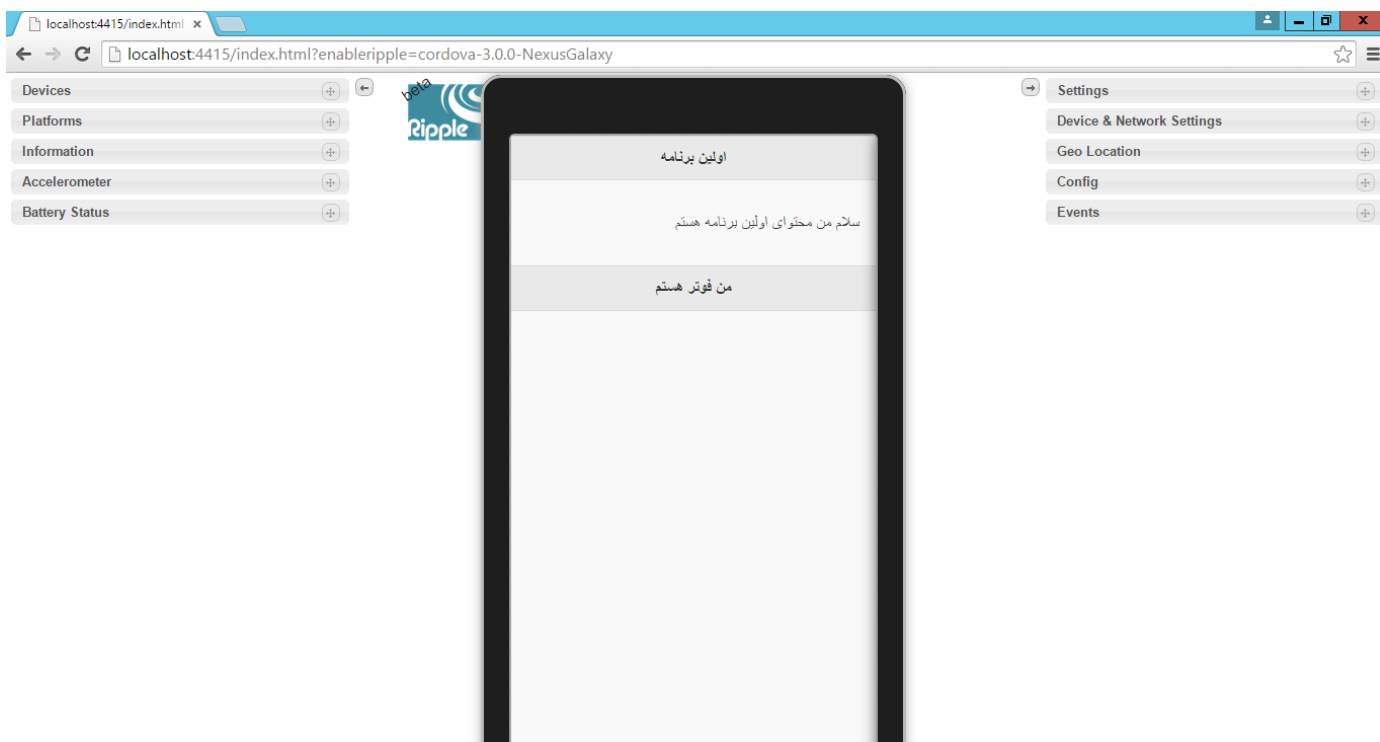 localhost:4415/index.html
localhost:4415/index.html?enableripple=cordova-3.0.0-NexusGalaxy
Devices
Platforms
Information
Accelerometer
Battery Status
beta
Ripple
اولین برنامه
سلام من محتوای اولین برنامه هستم
من فوتر هستم
Settings
Device & Network Settings
Geo Location
Config
Events